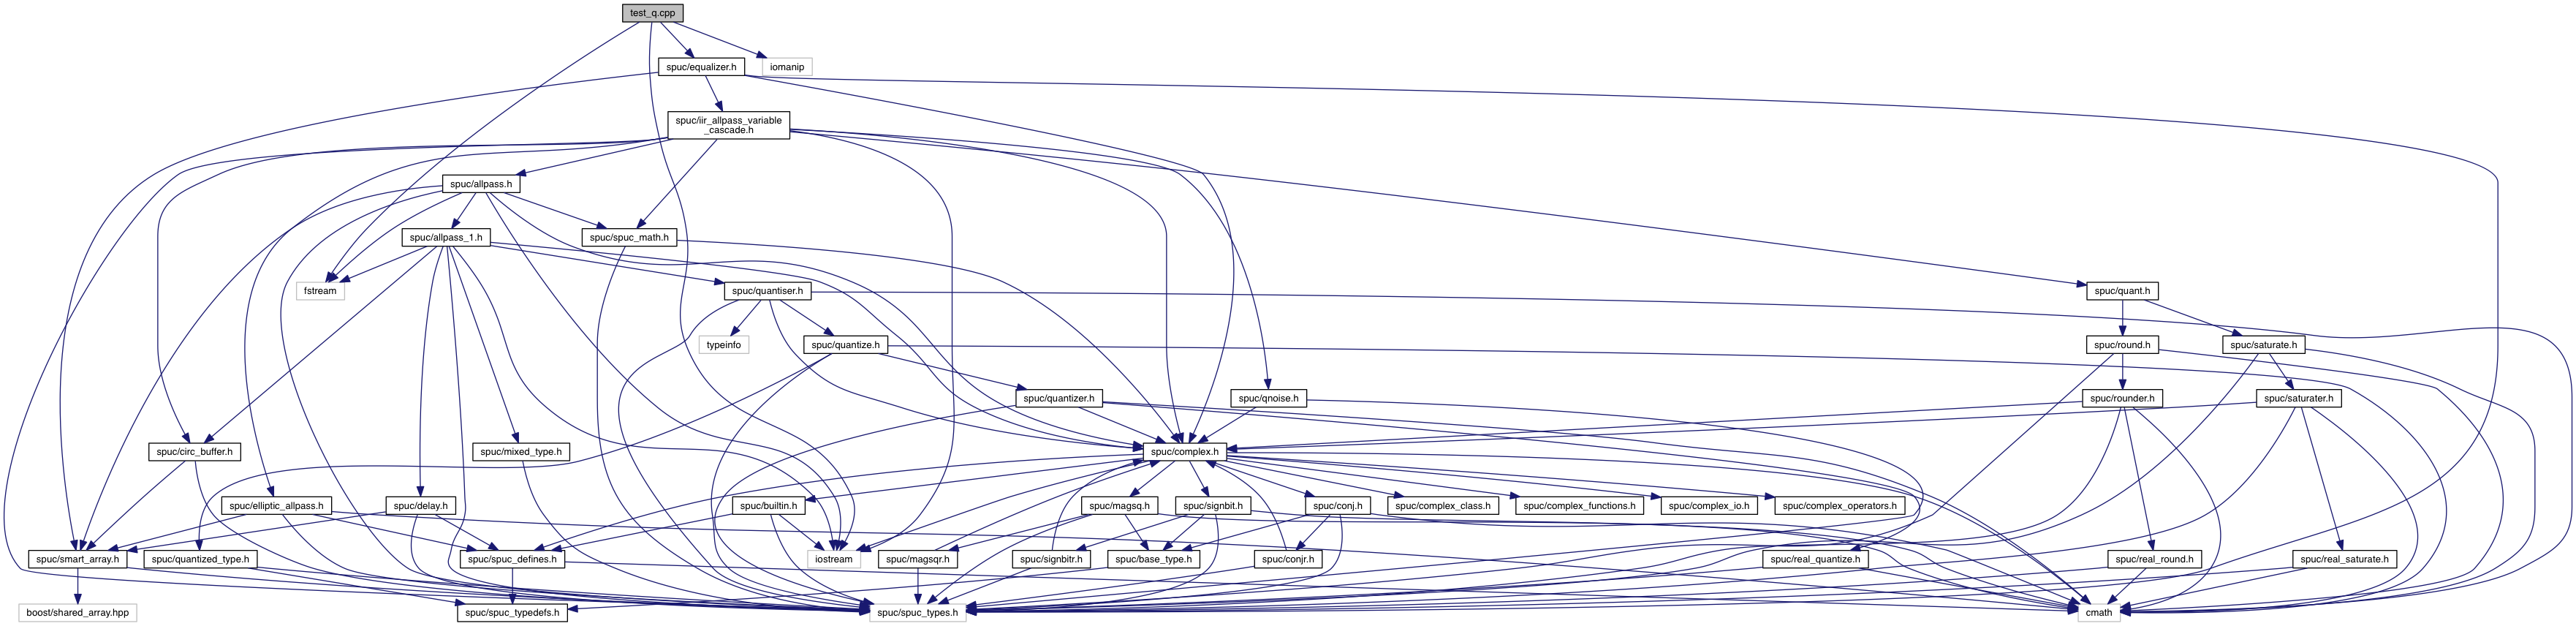 test_q.cpp
spuc/equalizer.h
iomanip
spuc/iir_allpass_variable
_cascade.h
spuc/allpass.h
spuc/allpass_1.h
spuc/spuc_math.h
fstream
spuc/quantiser.h
spuc/quant.h
typeinfo
spuc/quantize.h
spuc/round.h
spuc/saturate.h
spuc/quantizer.h
spuc/qnoise.h
spuc/rounder.h
spuc/saturater.h
spuc/circ_buffer.h
spuc/mixed_type.h
spuc/complex.h
spuc/elliptic_allpass.h
spuc/delay.h
spuc/builtin.h
spuc/magsq.h
spuc/signbit.h
spuc/conj.h
spuc/complex_class.h
spuc/complex_functions.h
spuc/complex_io.h
spuc/complex_operators.h
spuc/smart_array.h
spuc/quantized_type.h
spuc/spuc_defines.h
iostream
spuc/magsqr.h
spuc/signbitr.h
spuc/base_type.h
spuc/conjr.h
spuc/real_quantize.h
spuc/real_round.h
spuc/real_saturate.h
boost/shared_array.hpp
spuc/spuc_typedefs.h
spuc/spuc_types.h
cmath